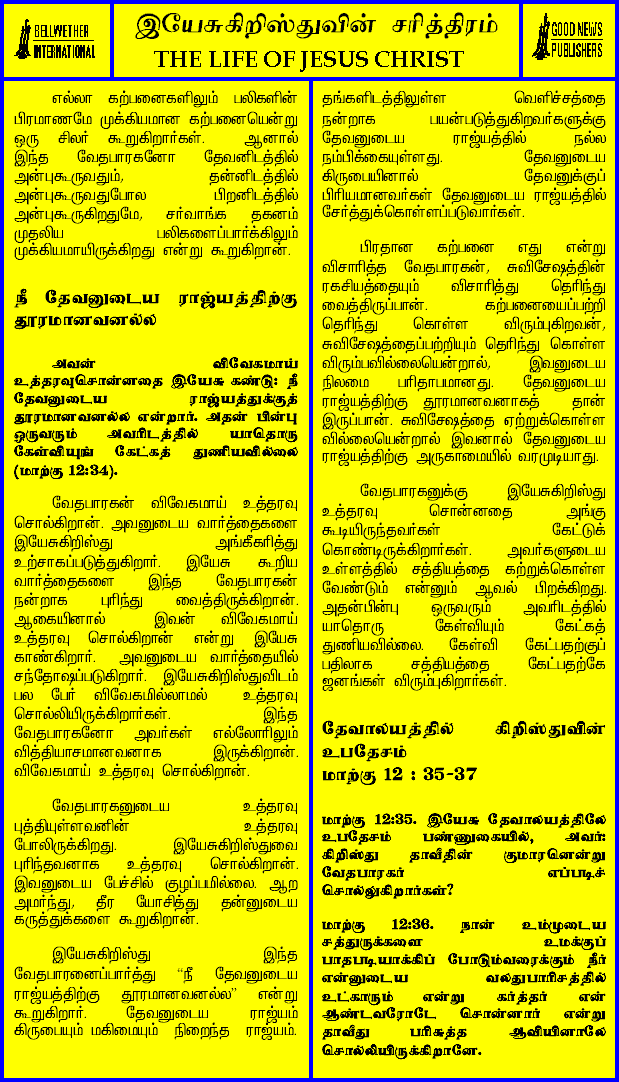 BELLWETHER
INTERNATIONAL
இயேசுகிறிஸ்துவின் சரித்திரம்
THE LIFE OF JESUS CHRIST
GOOD NEWS
PUBLISHERS
எல்லா கற்பனைகளிலும் பலிகளின்
பிரமாணமே முக்கியமான கற்பனையென்று
ஒரு சிலர் கூறுகிறார்கள். ஆனால்
இந்த வேதபாரகனோ தேவனிடத்தில்
அன்புகூருவதும், தன்னிடத்தில்
அன்புகூருவதுபோல பிறனிடத்தில்
அன்புகூருகிறதுமே, சர்வாங்க தகனம்
முதலிய பலிகளைப்பார்க்கிலும்
முக்கியமாயிருக்கிறது என்று கூறுகிறான்.
நீ தேவனுடைய ராஜ்யத்திற்கு
தூரமானவனல்ல
அவன் விவேகமாய்
உத்தரவுசொன்னதை இயேசு கண்டு: நீ
தேவனுடைய ராஜ்யத்துக்குத்
தூரமானவனல்ல என்றார். அதன் பின்பு
ஒருவரும் அவரிடத்தில் யாதொரு
கேள்வியுங் கேட்கத் துணியவில்லை
(மாற்கு 12:34).
வேதபாரகன் விவேகமாய் உத்தரவு
சொல்கிறான். அவனுடைய வார்த்தைகளை
இயேசுகிறிஸ்து அங்கீகரித்து
உற்சாகப்படுத்துகிறார். இயேசு கூறிய
வார்த்தைகளை இந்த வேதபாரகன்
நன்றாக புரிந்து வைத்திருக்கிறான்.
ஆகையினால் இவன் விவேகமாய்
உத்தரவு சொல்கிறான் என்று இயேசு
காண்கிறார். அவனுடைய வார்த்தையில்
சந்தோஷப்படுகிறார். இயேசுகிறிஸ்துவிடம்
பல பேர் விவேகமில்லாமல் உத்தரவு
சொல்லியிருக்கிறார்கள். இந்த
வேதபாரகனோ அவர்கள் எல்லோரிலும்
வித்தியாசமானவனாக இருக்கிறான்.
விவேகமாய் உத்தரவு சொல்கிறான்.
வேதபாரகனுடைய உத்தரவு
புத்தியுள்ளவனின் உத்தரவு
போலிருக்கிறது. இயேசுகிறிஸ்துவை
புரிந்தவனாக உத்தரவு சொல்கிறான்.
இவனுடைய பேச்சில் குழப்பமில்லை. ஆற
அமர்ந்து, தீர யோசித்து தன்னுடைய
கருத்துக்களை கூறுகிறான்.
இயேசுகிறிஸ்து இந்த
வேதபாரனைப்பார்த்து “நீ தேவனுடைய
ராஜ்யத்திற்கு தூரமானவனல்ல” என்று
கூறுகிறார். தேவனுடைய ராஜ்யம்
கிருபையும் மகிமையும் நிறைந்த ராஜ்யம்.
தங்களிடத்திலுள்ள வெளிச்சத்தை
நன்றாக பயன்படுத்துகிறவர்களுக்கு
தேவனுடைய ராஜ்யத்தில் நல்ல
நம்பிக்கையுள்ளது. தேவனுடைய
கிருபையினால் தேவனுக்குப்
பிரியமானவர்கள் தேவனுடைய ராஜ்யத்தில்
சேர்த்துக்கொள்ளப்படுவார்கள்.
பிரதான கற்பனை எது என்று
விசாரித்த வேதபாரகன், சுவிசேஷத்தின்
ரகசியத்தையும் விசாரித்து தெரிந்து
வைத்திருப்பான். கற்பனையைப்பற்றி
தெரிந்து கொள்ள விரும்புகிறவன்,
சுவிசேஷத்தைப்பற்றியும் தெரிந்து கொள்ள
விரும்பவில்லையென்றால், இவனுடைய
நிலமை பரிதாபமானது. தேவனுடைய
ராஜ்யத்திற்கு தூரமானவனாகத் தான்
இருப்பான். சுவிசேஷத்தை ஏற்றுக்கொள்ள
வில்லையென்றால் இவனால் தேவனுடைய
ராஜ்யத்திற்கு அருகாமையில் வரமுடியாது.
வேதபாரகனுக்கு இயேசுகிறிஸ்து
உத்தரவு சொன்னதை அங்கு
கூடியிருந்தவர்கள் கேட்டுக்
கொண்டிருக்கிறார்கள். அவர்களுடைய
உள்ளத்தில் சத்தியத்தை கற்றுக்கொள்ள
வேண்டும் என்னும் ஆவல் பிறக்கிறது.
அதன்பின்பு ஒருவரும் அவரிடத்தில்
யாதொரு கேள்வியும் கேட்கத்
துணியவில்லை. கேள்வி கேட்பதற்குப்
பதிலாக சத்தியத்தை கேட்பதற்கே
ஜனங்கள் விரும்புகிறார்கள்.
தேவாலயத்தில் கிறிஸ்துவின்
உபதேசம்
மாற்கு 12 : 35-37
மாற்கு 12:35. இயேசு தேவாலயத்திலே
உபதேசம் பண்ணுகையில், அவர்:
கிறிஸ்து தாவீதின் குமாரனென்று
வேதபாரகர் எப்படிச்
சொல்லுகிறார்கள்?
மாற்கு 12:36. நான் உம்முடைய
சத்துருக்களை உமக்குப்
பாதபடியாக்கிப் போடும்வரைக்கும் நீர்
என்னுடைய வலதுபாரிசத்தில்
உட்காரும் என்று கர்த்தர் என்
ஆண்டவரோடே சொன்னார் என்று
தாவீது பரிசுத்த ஆவியினாலே
சொல்லியிருக்கிறானே.